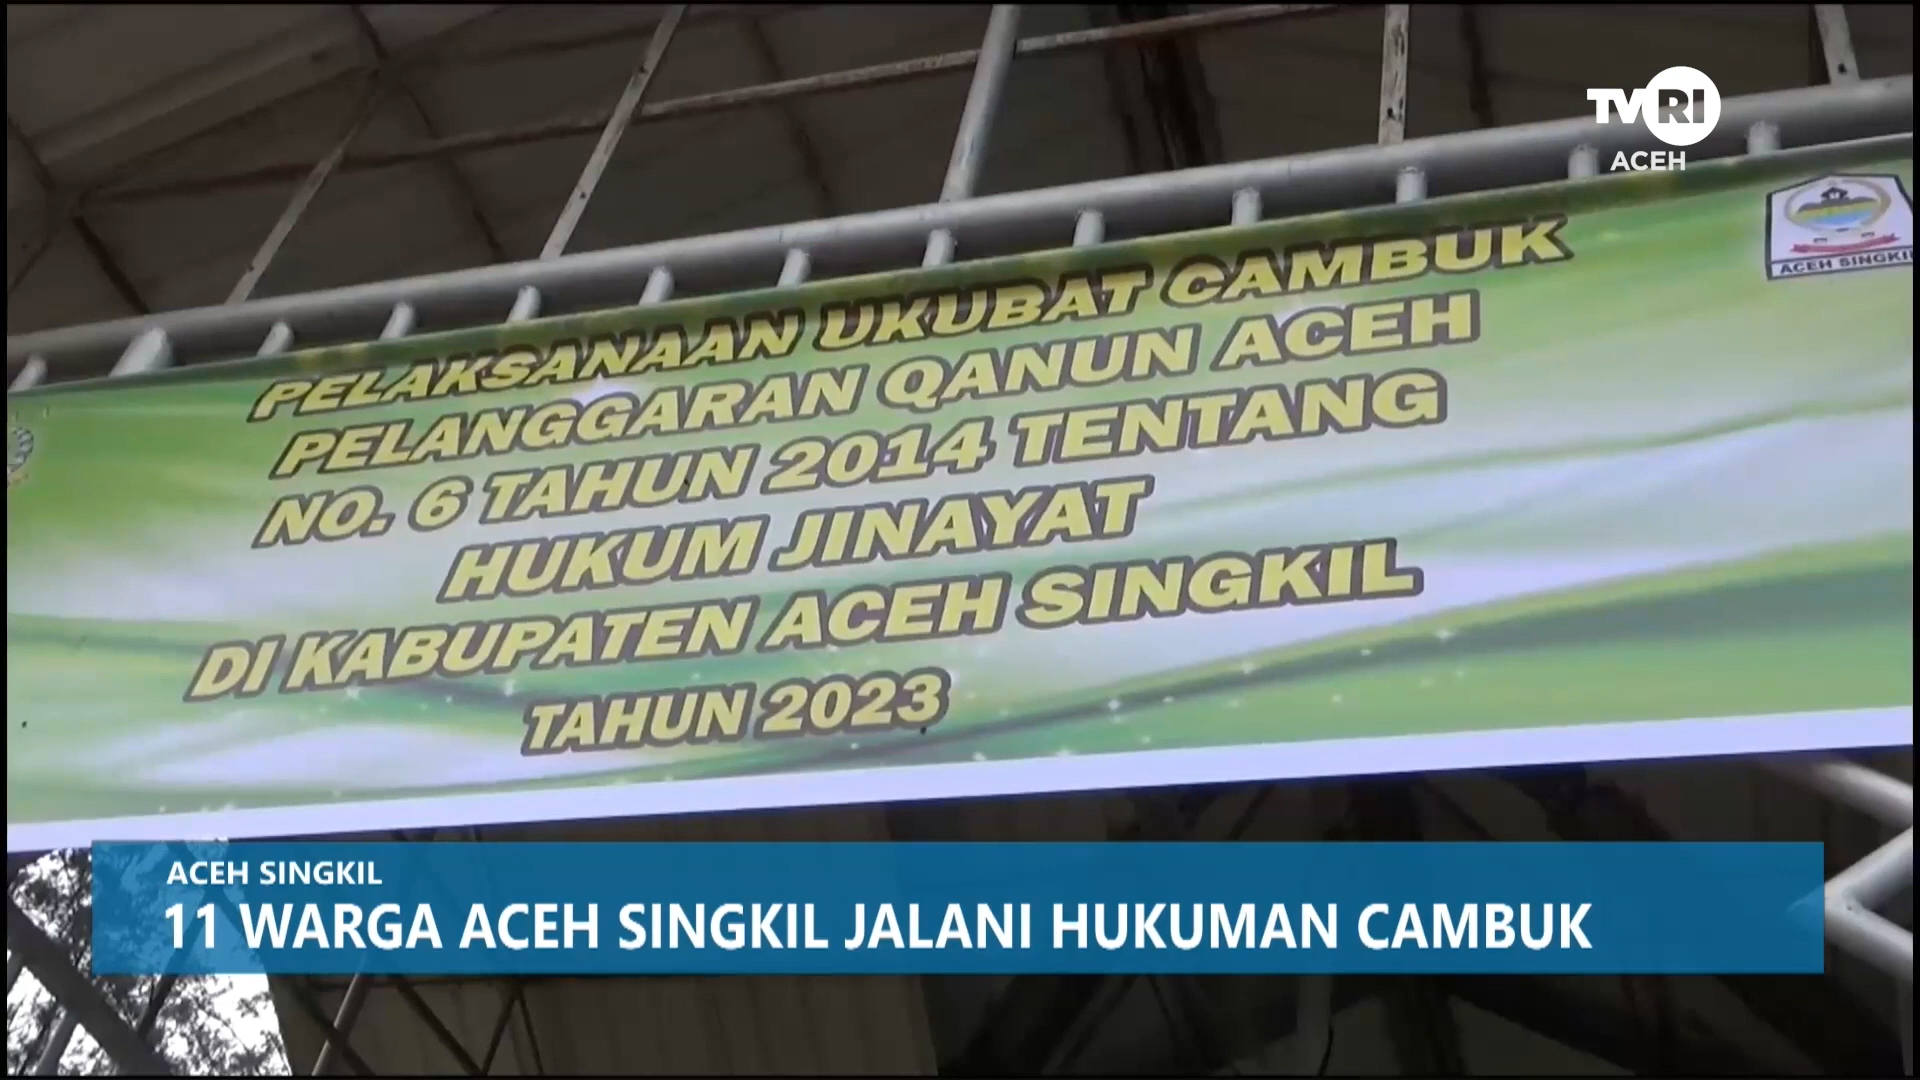 TVRI
ACEH
ACEH SINGKIL
PELAKSANAAN UKUBAT CAMBUK
PELANGGARAN QANUN ACEH
NO. 6 TAHUN 2014 TENTANG
HUKUM JINAYAT
DI KABUPATEN ACEH SINGKIL
TAHUN 2023
ACEH SINGKIL
11 WARGA ACEH SINGKIL JALANI HUKUMAN CAMBUK